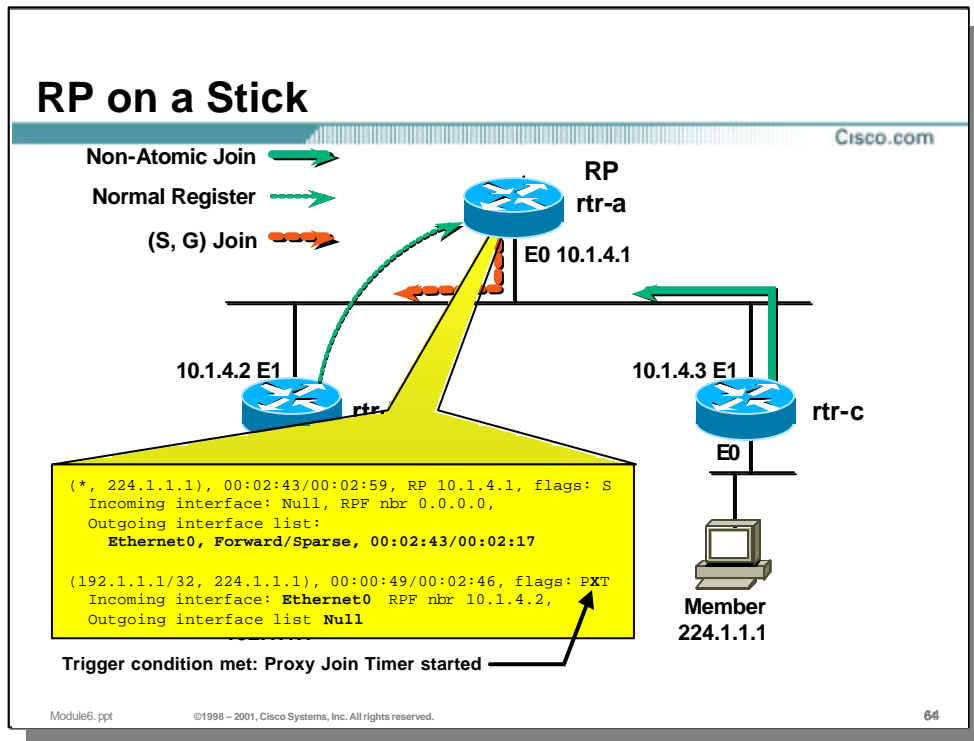 RP on a Stick
Cisco.com
Non-Atomic Join
Normal Register
(S, G) Join
RP
rtr-a
E0 10.1.4.1
10.1.4.2 E1
10.1.4.3 E1
rtr-c
E0
(*, 224.1.1.1), 00:02:43/00:02:59, RP 10.1.4.1, flags: S
Incoming interface: Null, RPF nbr 0.0.0.0,
Outgoing interface list:
Ethernet0, Forward/Sparse, 00:02:43/00:02:17
(192.1.1.1/32, 224.1.1.1), 00:00:49/00:02:46, flags: PXT
Incoming interface: Ethernet0 RPF nbr 10.1.4.2,
Outgoing interface list Null
Member
224.1.1.1
Trigger condition met: Proxy Join Timer started
Module6.ppt
©1998 – 2001, Cisco Systems, Inc. All rights reserved.
64